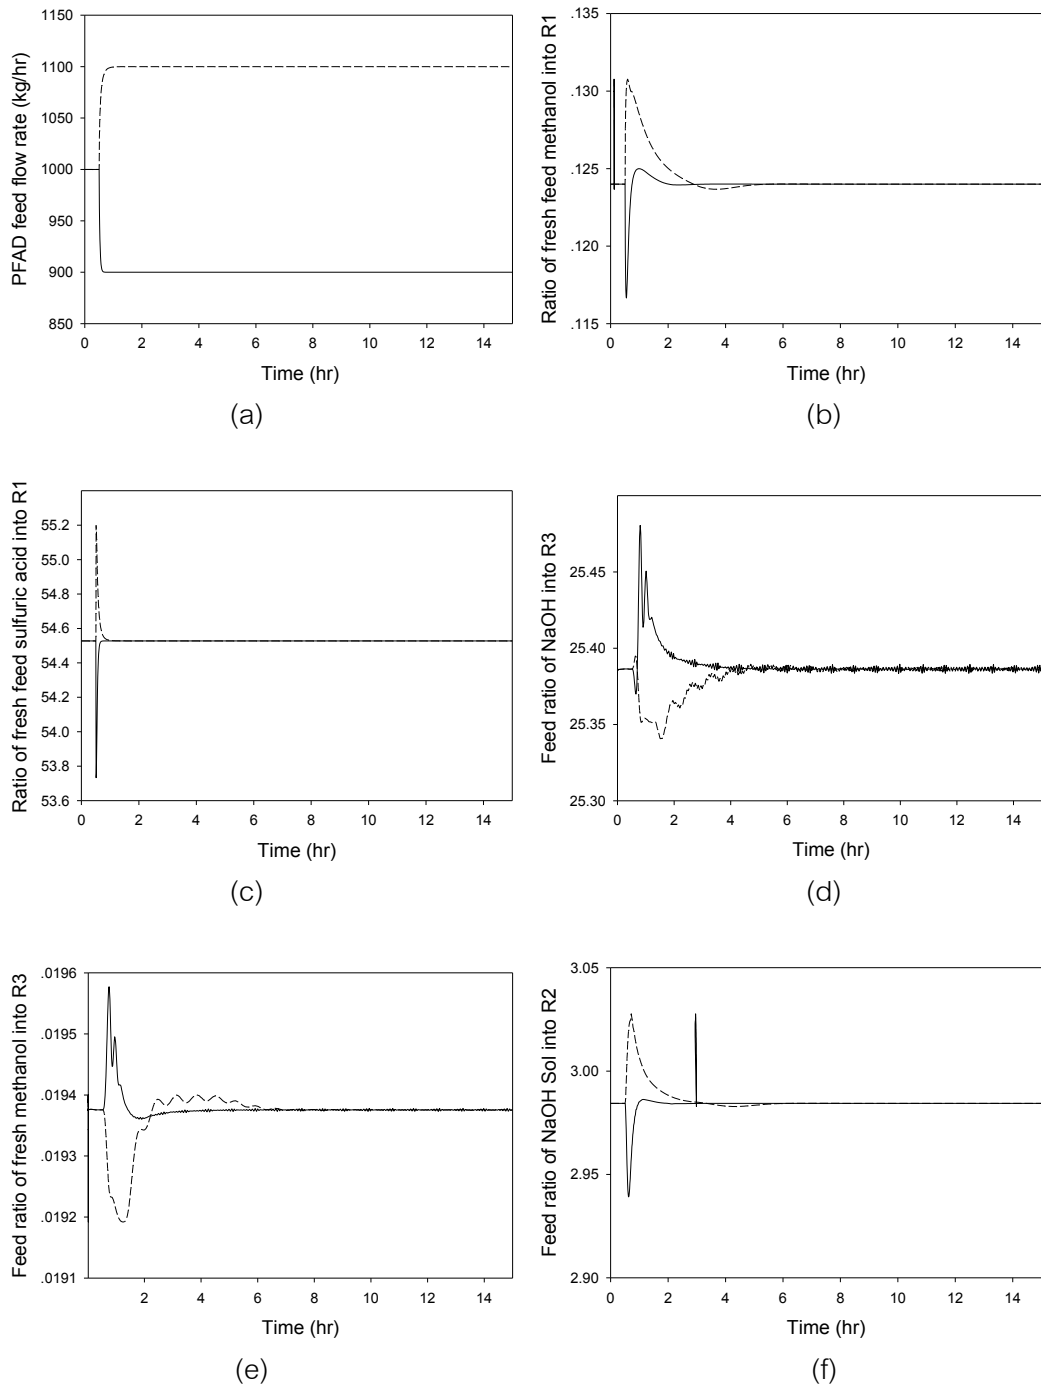 PFAD feed flow rate (kg/hr)
1150
1100
1050
1000
950
900
850
0 2 4 6 8 10 12 14
Time (hr)
(a)
Ratio of fresh feed methanol into R1
.135
.130
.125
.120
.115
0 2 4 6 8 10 12 14
Time (hr)
(b)
Ratio of fresh feed sulfuric acid into R1
55.2
55.0
54.8
54.6
54.4
54.2
54.0
53.8
53.6
0 2 4 6 8 10 12 14
Time (hr)
(c)
Feed ratio of NaOH into R3
25.45
25.40
25.35
25.30
0 2 4 6 8 10 12 14
Time (hr)
(d)
Feed ratio of fresh methanol into R3
.0196
.0195
.0194
.0193
.0192
.0191
2 4 6 8 10 12 14
Time (hr)
(e)
Feed ratio of NaOH Sol into R2
3.05
3.00
2.95
2.90
0 2 4 6 8 10 12 14
Time (hr)
(f)